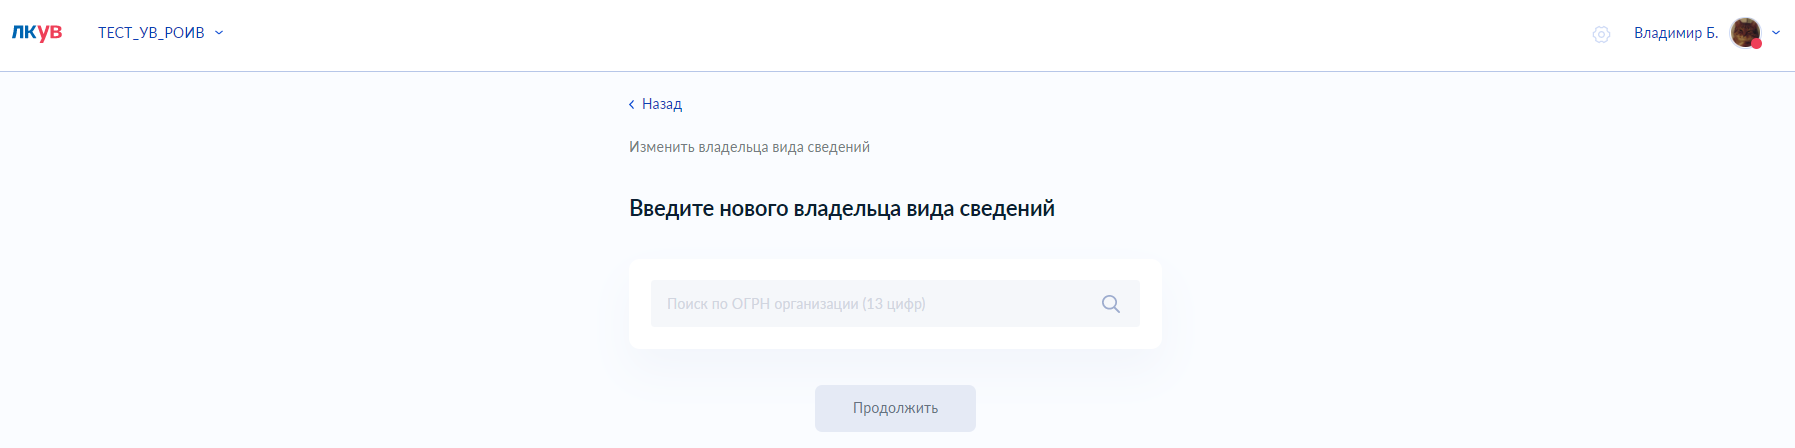 лкув ТЕСТ_УВ_РОИВ Владимир Б.
Назад
Изменить владельца вида сведений
Введите нового владельца вида сведений
Поиск по ОГРН организации (13 цифр)
Продолжить